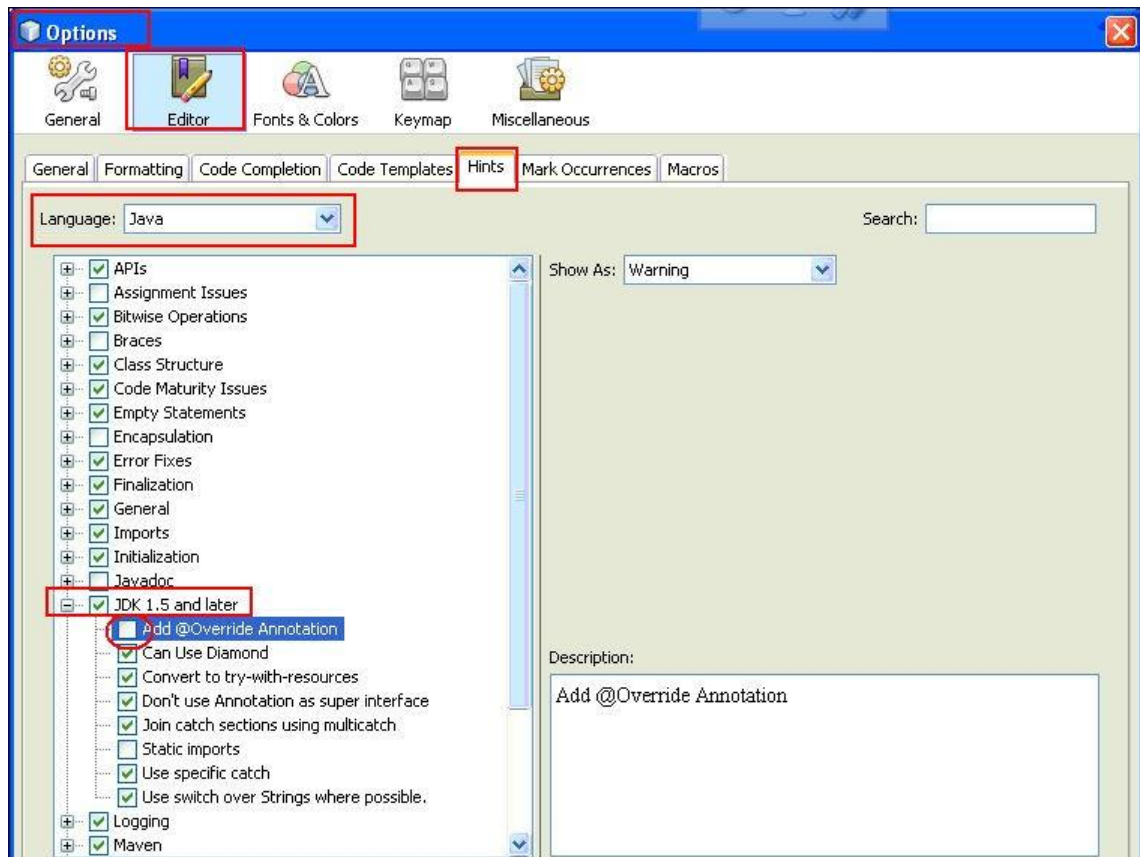 Options
General
Editor
Fonts & Colors
Keymap
Miscellaneous
General
Formatting
Code Completion
Code Templates
Hints
Mark Occurrences
Macros
Language: Java
Search:
APIs
Assignment Issues
Bitwise Operations
Braces
Class Structure
Code Maturity Issues
Empty Statements
Encapsulation
Error Fixes
Finalization
General
Imports
Initialization
Javadoc
JDK 1.5 and later
Add @Override Annotation
Can Use Diamond
Convert to try-with-resources
Don't use Annotation as super interface
Join catch sections using multicatch
Static imports
Use specific catch
Use switch over Strings where possible.
Logging
Maven
Show As: Warning
Description:
Add @Override Annotation